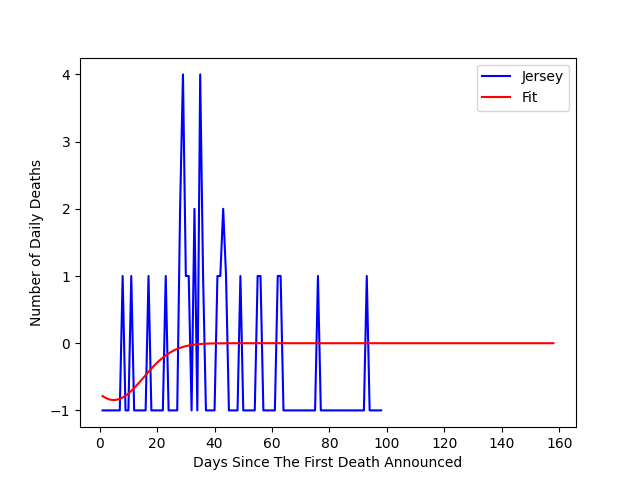 Jersey
Fit
Number of Daily Deaths
4
3
2
1
0
−1
0 20 40 60 80 100 120 140 160
Days Since The First Death Announced